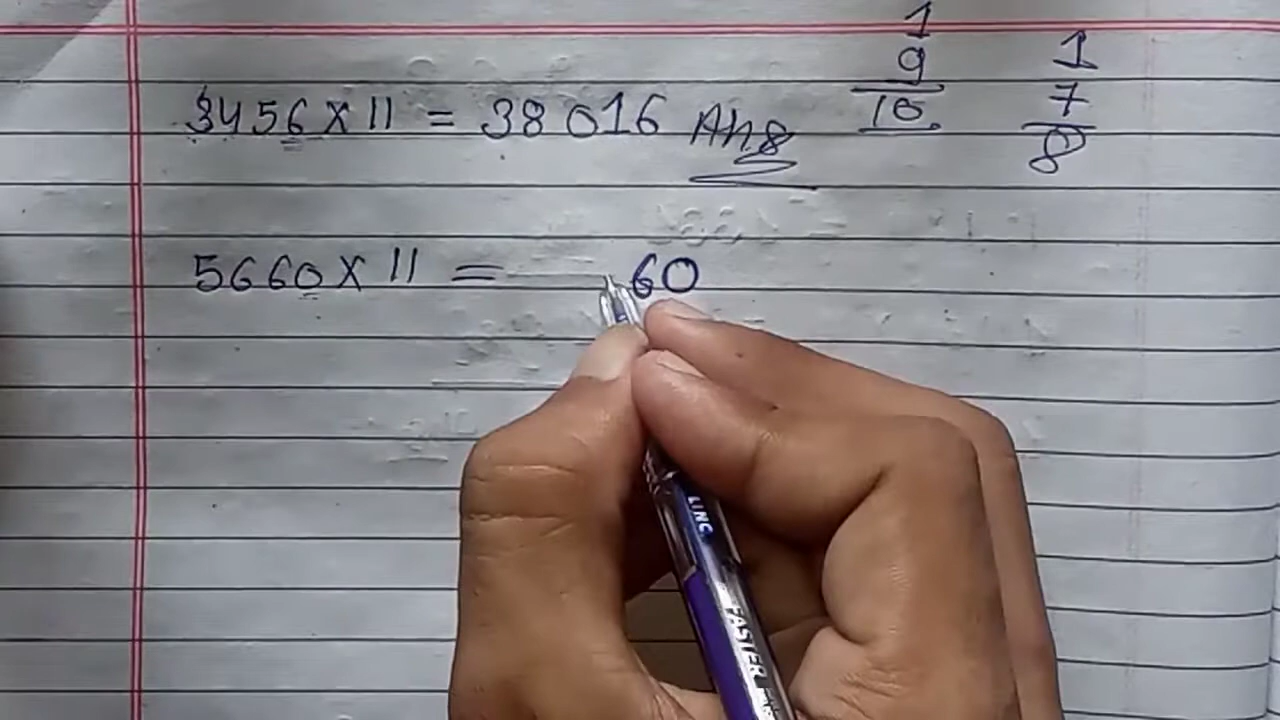 3456 X 11 = 38016 Ans
1
9
10
1
7
8
5660 X 11 = 60
LINC
FASTER